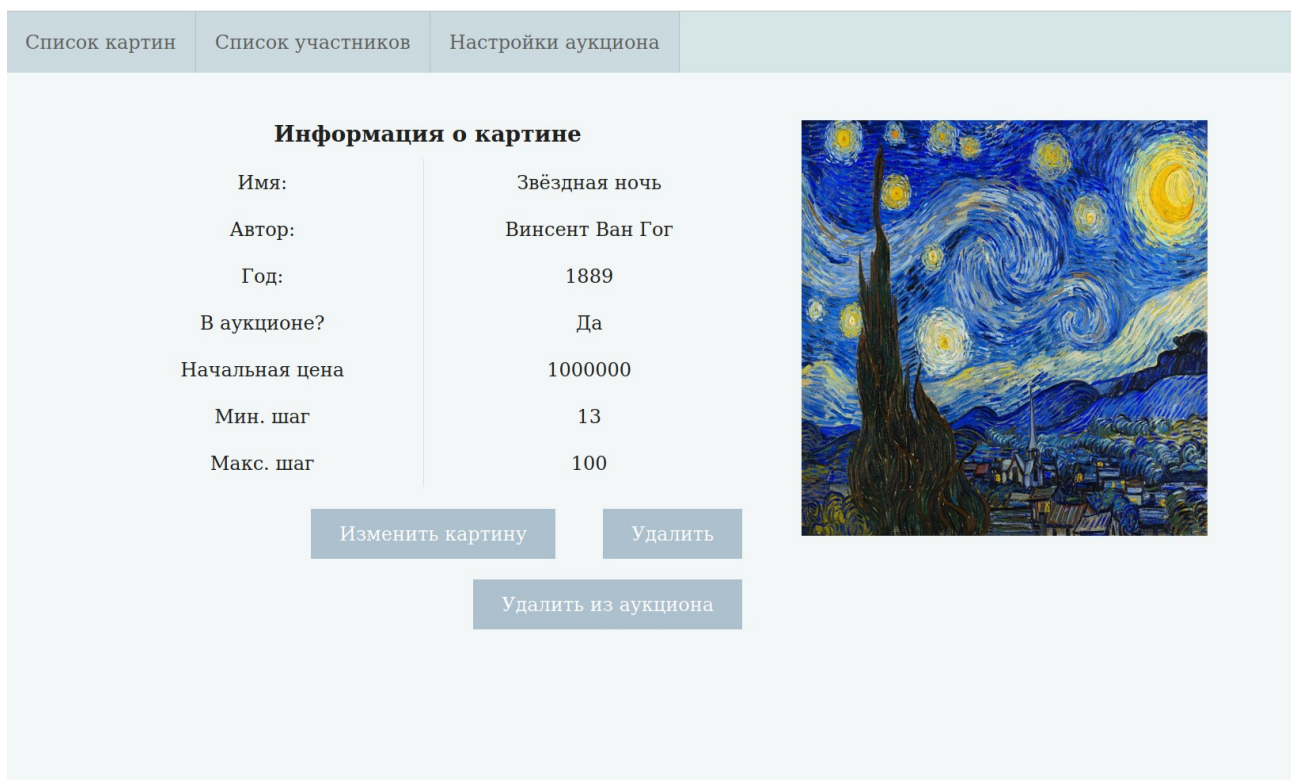 Список картин Список участников Настройки аукциона
Информация о картине
Имя: Звёздная ночь
Автор: Винсент Ван Гог
Год: 1889
В аукционе? Да
Начальная цена 1000000
Мин. шаг 13
Макс. шаг 100
Изменить картину Удалить
Удалить из аукциона